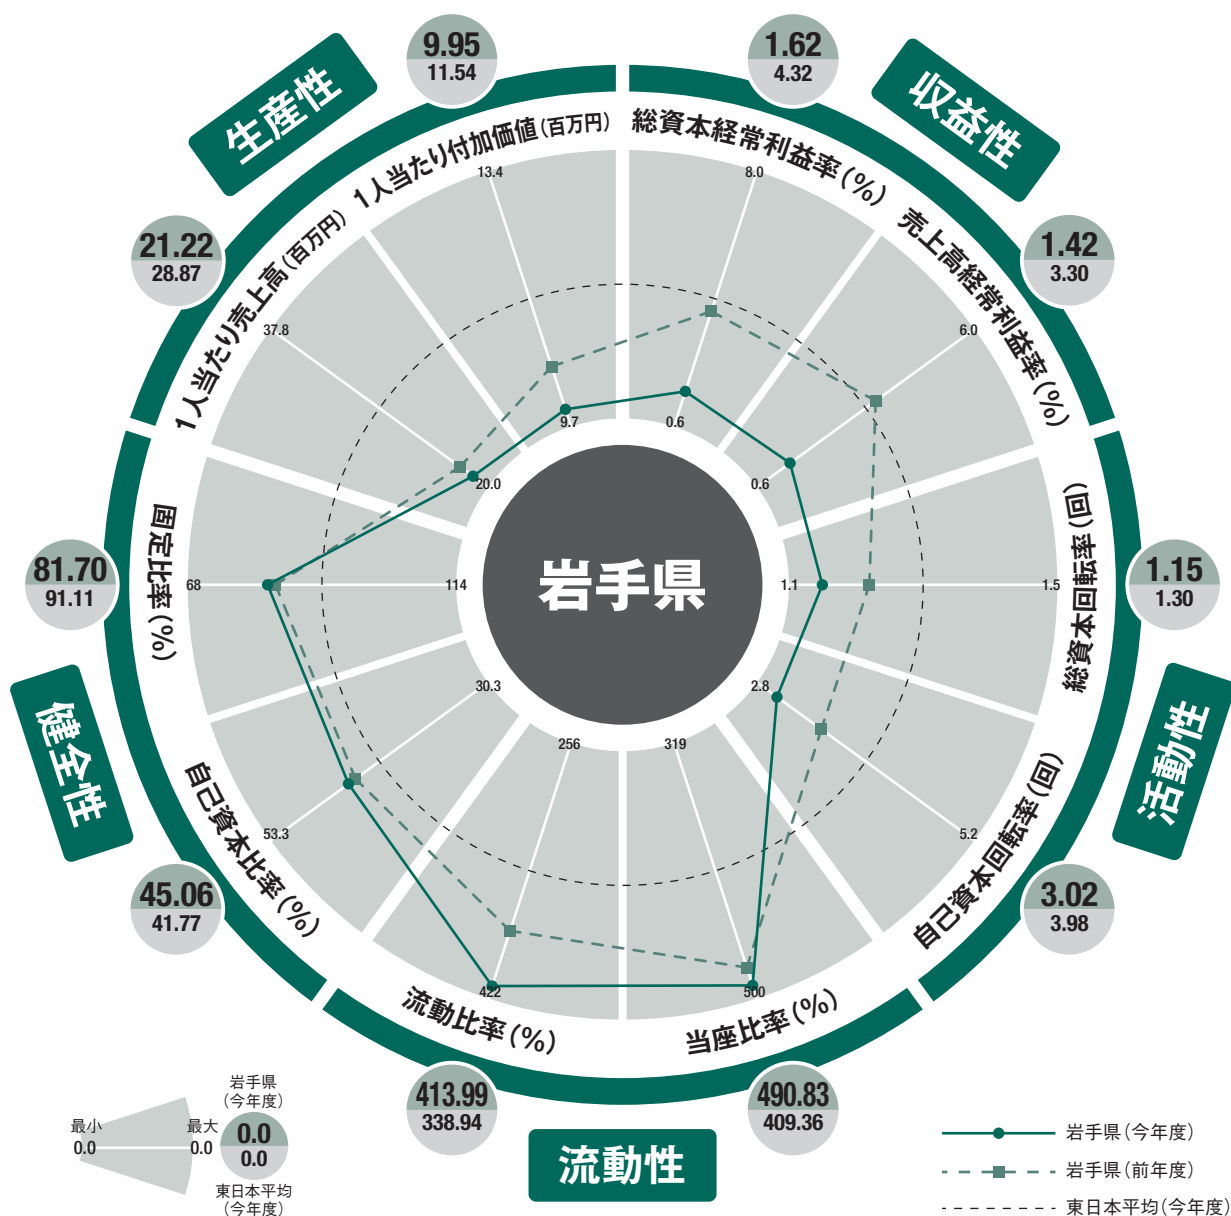 生産性
9.95
11.54
1人当たり付加価値(百万円)
13.4
9.7
21.22
28.87
1人当たり売上高(百万円)
37.8
20.0
収益性
1.62
4.32
総資本経常利益率(%)
8.0
0.6
1.42
3.30
売上高経常利益率(%)
6.0
0.6
岩手県
活動性
1.15
1.30
総資本回転率(回)
1.5
1.1
3.02
3.98
自己資本回転率(回)
5.2
2.8
流動性
490.83
409.36
当座比率(%)
500
319
413.99
338.94
流動比率(%)
422
256
健全性
45.06
41.77
自己資本比率(%)
53.3
30.3
81.70
91.11
固定比率(%)
68
114
岩手県
(今年度)
最小
0.0
最大
0.0
0.0
0.0
東日本平均
(今年度)
岩手県(今年度)
岩手県(前年度)
東日本平均(今年度)